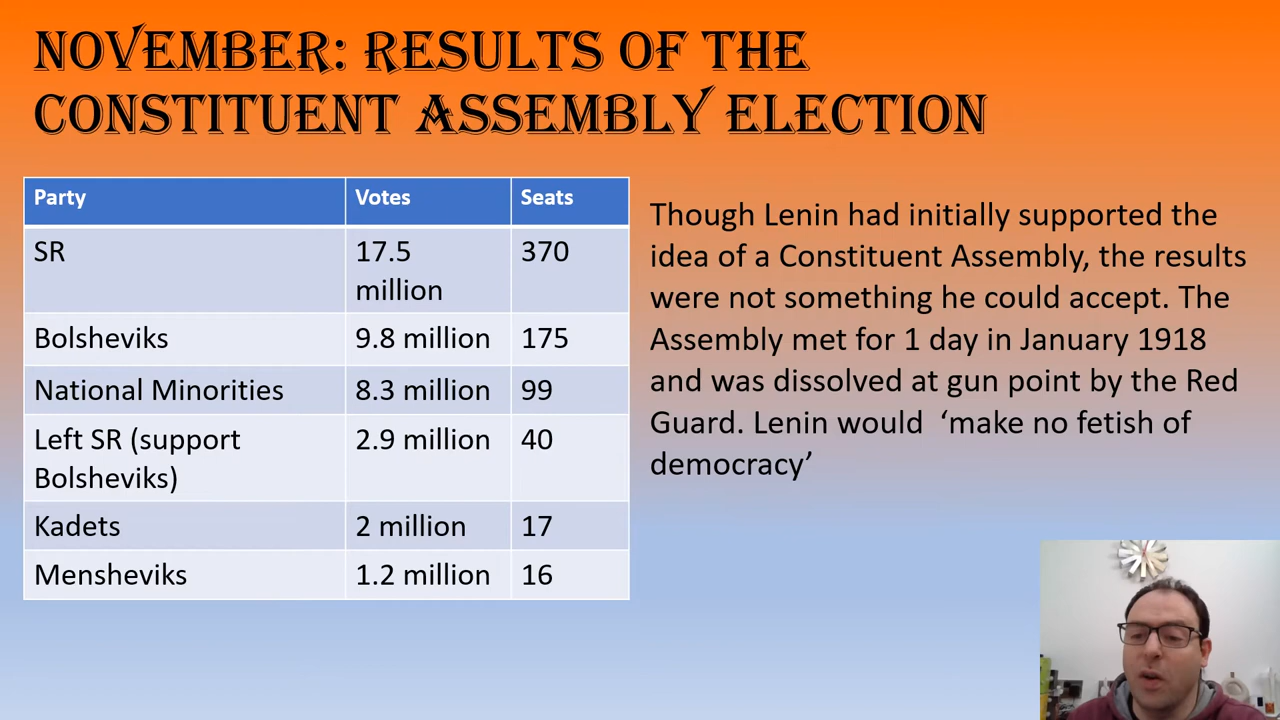 NOVEMBER: RESULTS OF THE
CONSTITUENT ASSEMBLY ELECTION
Party Votes Seats
SR 17.5 million 370
Bolsheviks 9.8 million 175
National Minorities 8.3 million 99
Left SR (support Bolsheviks) 2.9 million 40
Kadets 2 million 17
Mensheviks 1.2 million 16
Though Lenin had initially supported the
idea of a Constituent Assembly, the results
were not something he could accept. The
Assembly met for 1 day in January 1918
and was dissolved at gun point by the Red
Guard. Lenin would ‘make no fetish of
democracy’